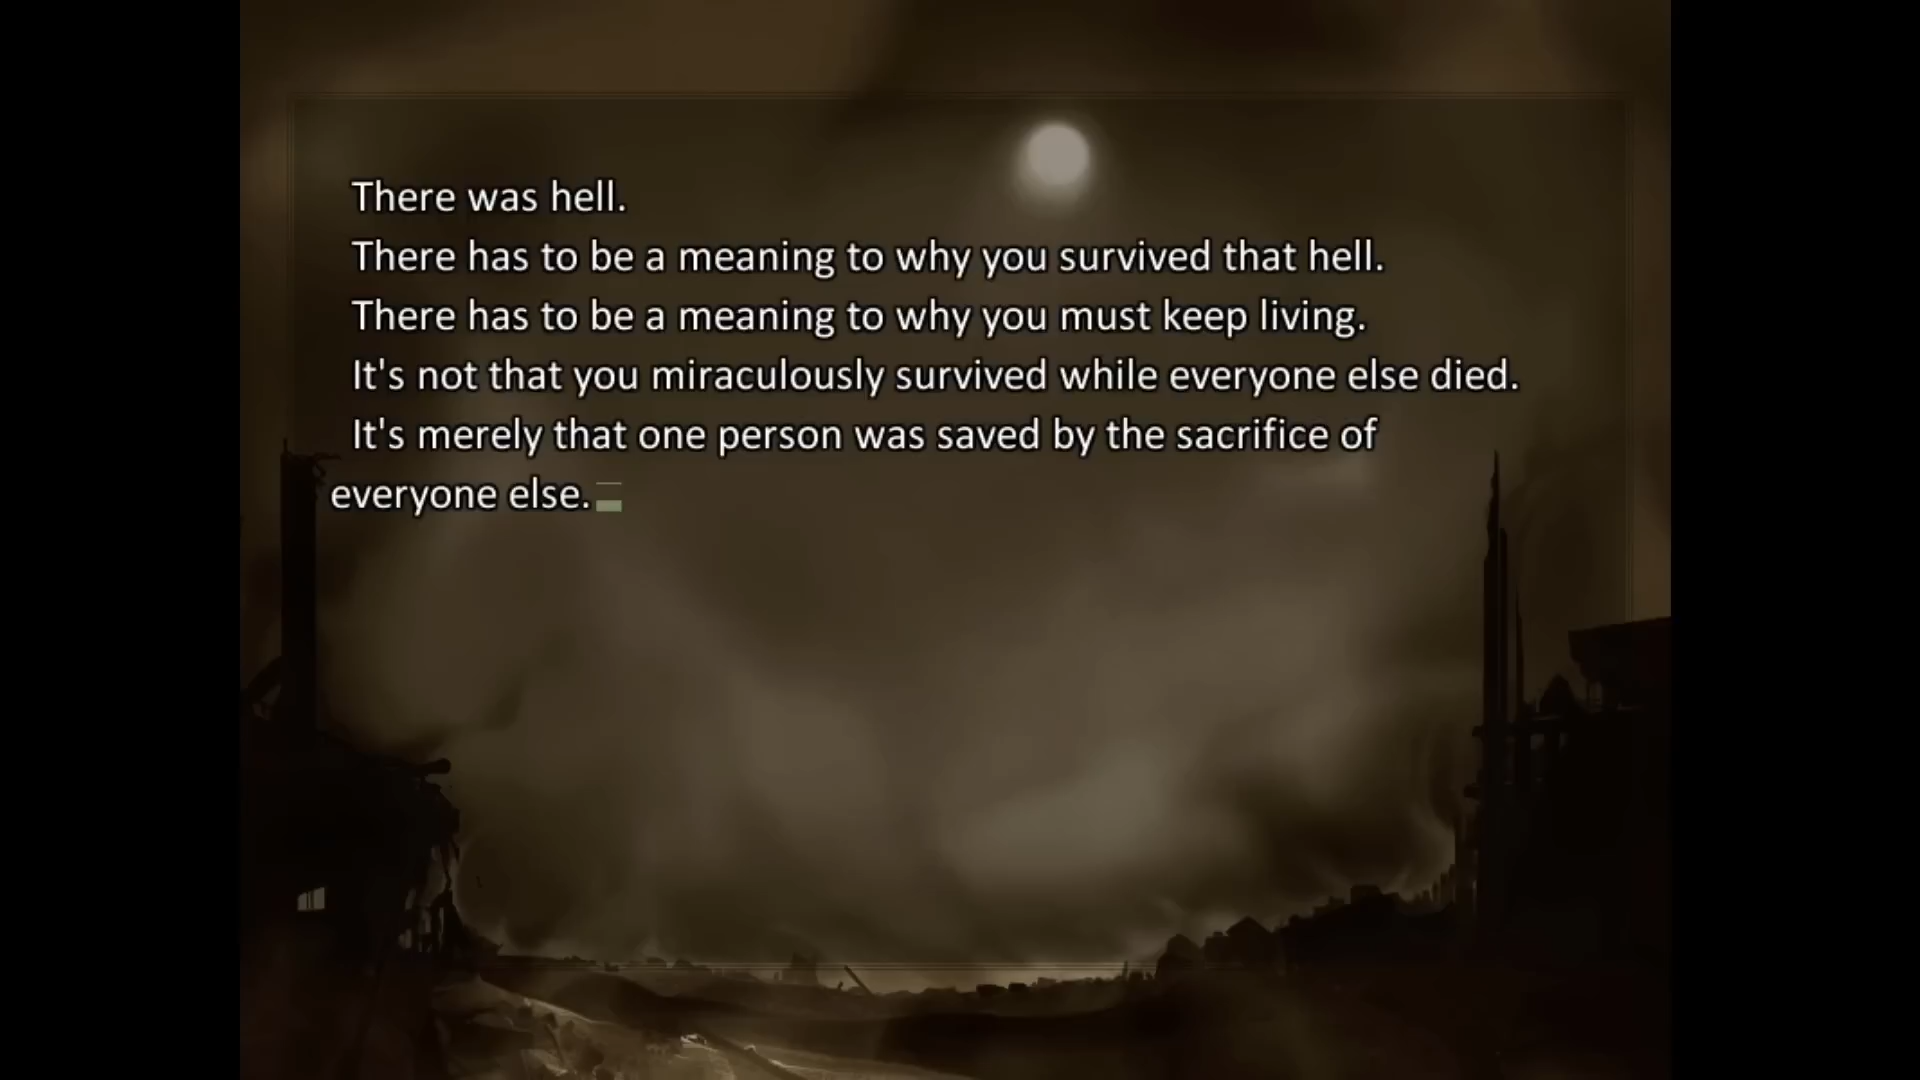 There was hell.
There has to be a meaning to why you survived that hell.
There has to be a meaning to why you must keep living.
It's not that you miraculously survived while everyone else died.
It's merely that one person was saved by the sacrifice of
everyone else.